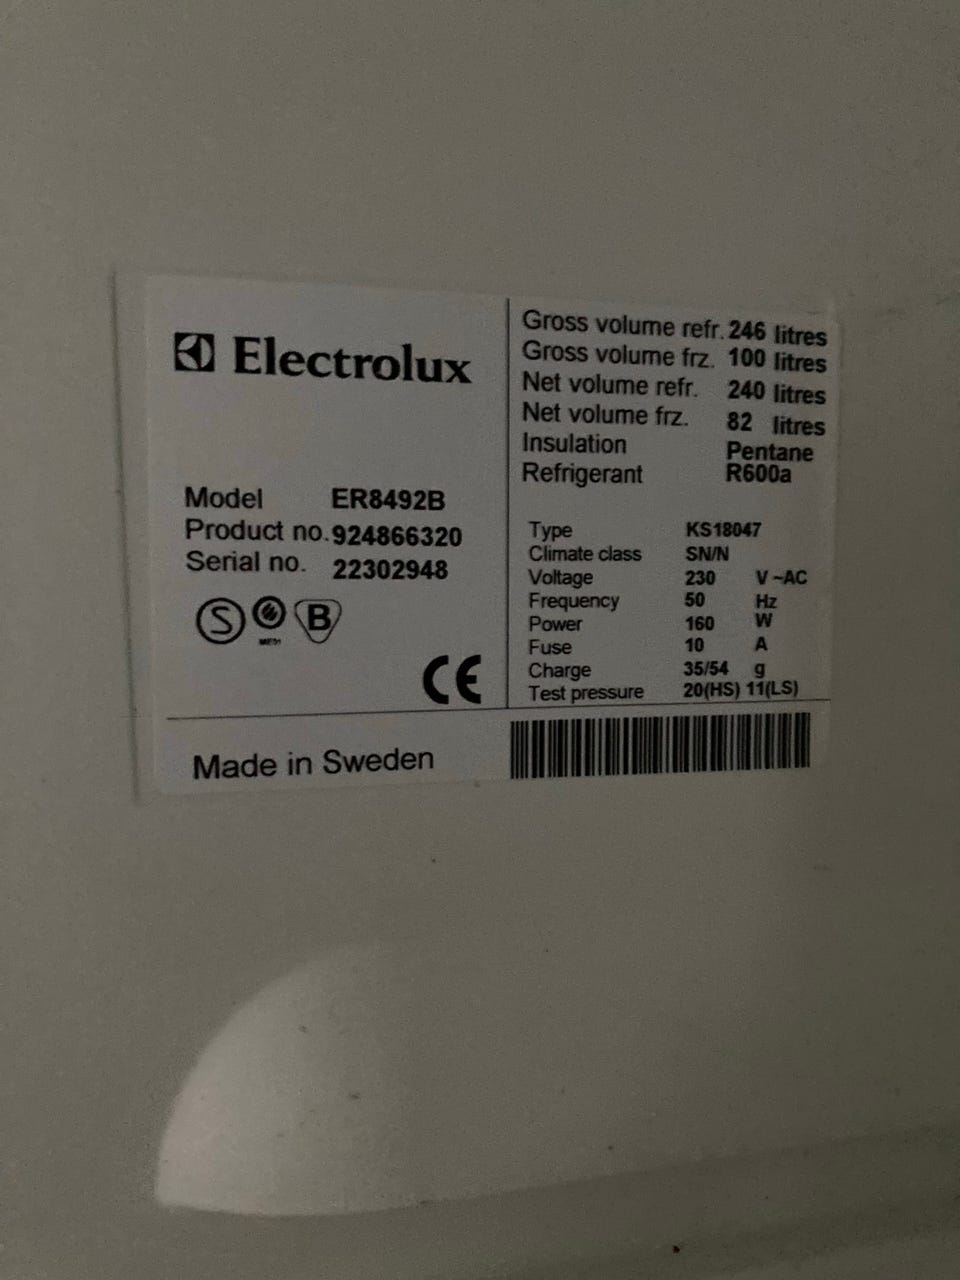 Electrolux
Model ER8492B
Product no. 924866320
Serial no. 22302948
S B
CE
Made in Sweden
Gross volume refr. 246 litres
Gross volume frz. 100 litres
Net volume refr. 240 litres
Net volume frz. 82 litres
Insulation Pentane
Refrigerant R600a
Type KS18047
Climate class SN/N
Voltage 230 V ~AC
Frequency 50 Hz
Power 160 W
Fuse 10 A
Charge 35/54 g
Test pressure 20(HS) 11(LS)